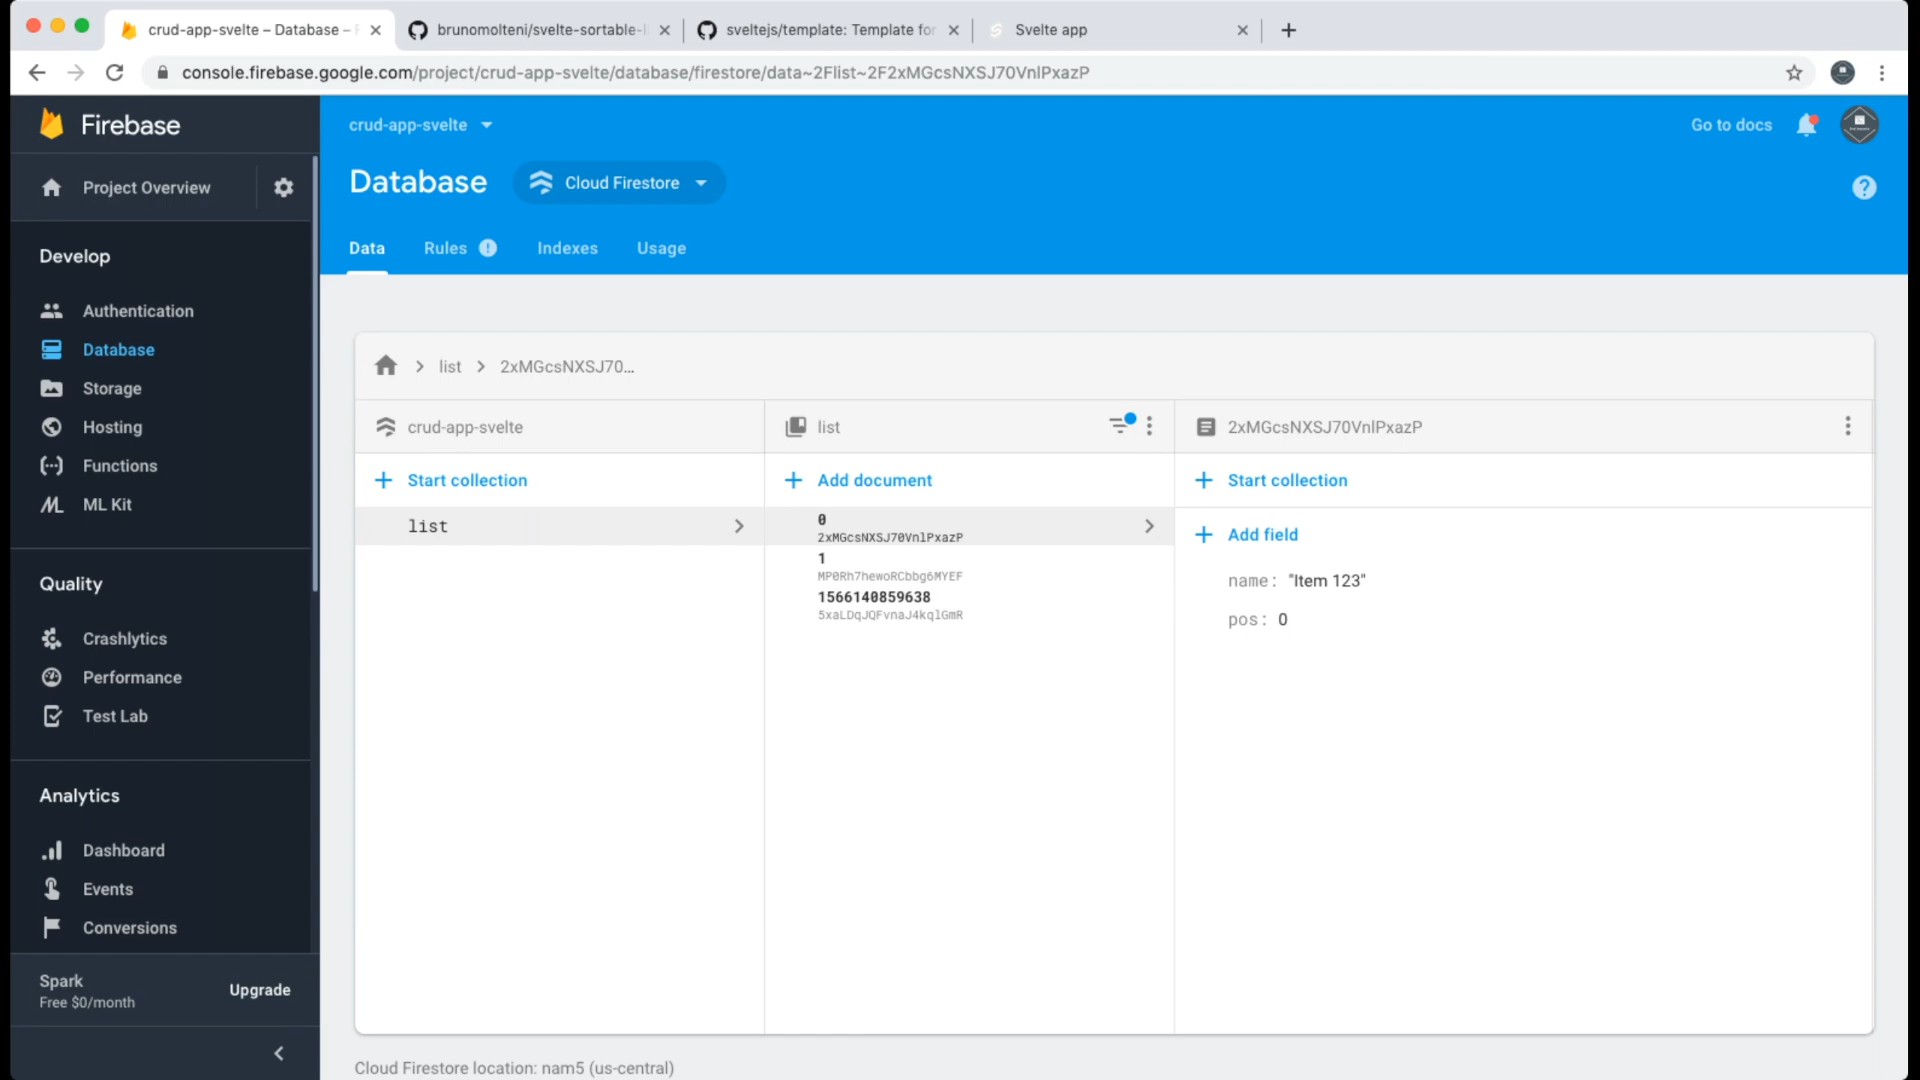 crud-app-svelte – Database –
brunomolteni/svelte-sortable-l
sveltejs/template: Template for
Svelte app
console.firebase.google.com/project/crud-app-svelte/database/firestore/data~2Flist~2F2xMGcsNXSJ70VnlPxazP
Firebase
crud-app-svelte
Go to docs
Project Overview
Database
Cloud Firestore
Data
Rules
Indexes
Usage
Develop
Authentication
Database
Storage
Hosting
Functions
ML Kit
Quality
Crashlytics
Performance
Test Lab
Analytics
Dashboard
Events
Conversions
Spark
Free $0/month
Upgrade
list
2xMGcsNXSJ70...
crud-app-svelte
list
2xMGcsNXSJ70VnlPxazP
Start collection
Add document
Start collection
list
0
2xMGcsNXSJ70VnlPxazP
1
MP0Rh7hewoRCbbg6MYEF
1566140859638
5xaLDqJQFvnaJ4kqlGmR
Add field
name: "Item 123"
pos: 0
Cloud Firestore location: nam5 (us-central)